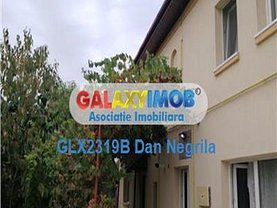 GALAXYIMOB®
Asociatie Imobiliara
GLX2319B Dan Negrila